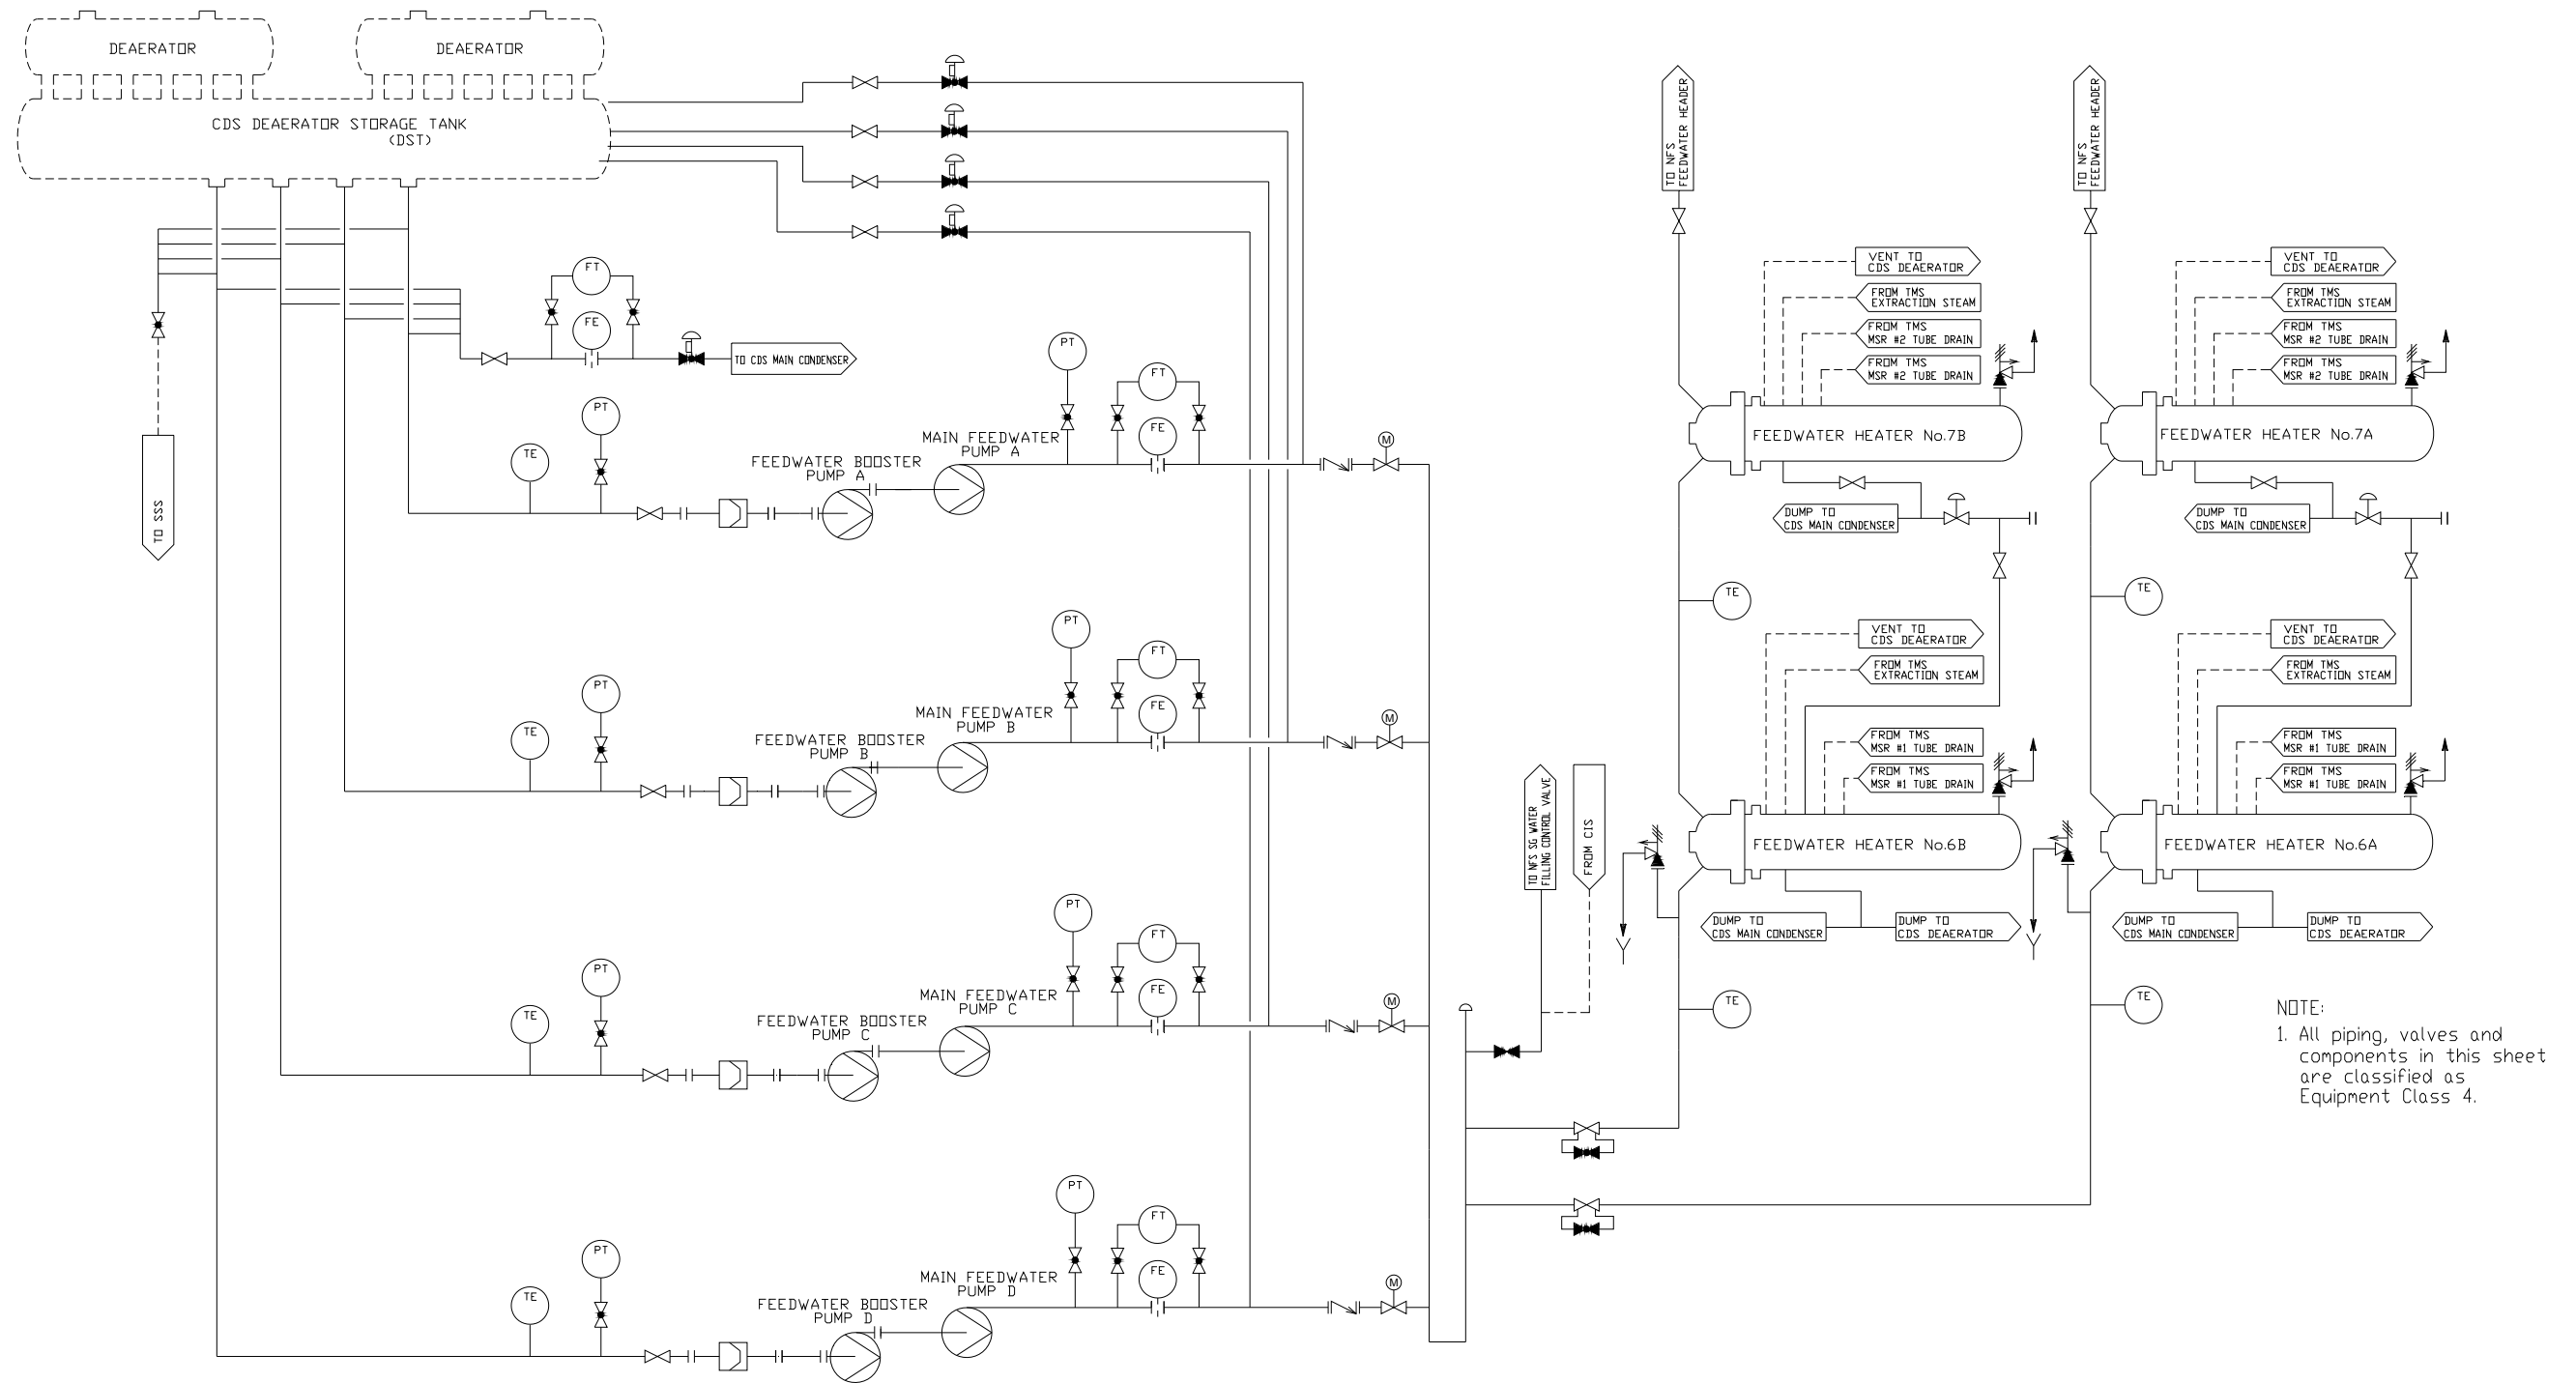 DEAERATOR
DEAERATOR
CDS DEAERATOR STORAGE TANK
(DST)
TO SSS
FT
FE
TO CDS MAIN CONDENSER
TE
PT
FEEDWATER BOOSTER
PUMP A
MAIN FEEDWATER
PUMP A
PT
FT
FE
M
TE
PT
FEEDWATER BOOSTER
PUMP B
MAIN FEEDWATER
PUMP B
PT
FT
FE
M
TE
PT
FEEDWATER BOOSTER
PUMP C
MAIN FEEDWATER
PUMP C
PT
FT
FE
M
TE
PT
FEEDWATER BOOSTER
PUMP D
MAIN FEEDWATER
PUMP D
PT
FT
FE
M
TO NFS SG WATER
FILLING CONTROL VALVE
FROM CIS
TO NFS
FEEDWATER HEADER
VENT TO
CDS DEAERATOR
FROM TMS
EXTRACTION STEAM
FROM TMS
MSR #2 TUBE DRAIN
FROM TMS
MSR #2 TUBE DRAIN
FEEDWATER HEATER No.7B
DUMP TO
CDS MAIN CONDENSER
TE
VENT TO
CDS DEAERATOR
FROM TMS
EXTRACTION STEAM
FROM TMS
MSR #1 TUBE DRAIN
FROM TMS
MSR #1 TUBE DRAIN
FEEDWATER HEATER No.6B
DUMP TO
CDS MAIN CONDENSER
DUMP TO
CDS DEAERATOR
TE
TO NFS
FEEDWATER HEADER
VENT TO
CDS DEAERATOR
FROM TMS
EXTRACTION STEAM
FROM TMS
MSR #2 TUBE DRAIN
FROM TMS
MSR #2 TUBE DRAIN
FEEDWATER HEATER No.7A
DUMP TO
CDS MAIN CONDENSER
TE
VENT TO
CDS DEAERATOR
FROM TMS
EXTRACTION STEAM
FROM TMS
MSR #1 TUBE DRAIN
FROM TMS
MSR #1 TUBE DRAIN
FEEDWATER HEATER No.6A
DUMP TO
CDS MAIN CONDENSER
DUMP TO
CDS DEAERATOR
TE
NOTE:
1. All piping, valves and
components in this sheet
are classified as
Equipment Class 4.